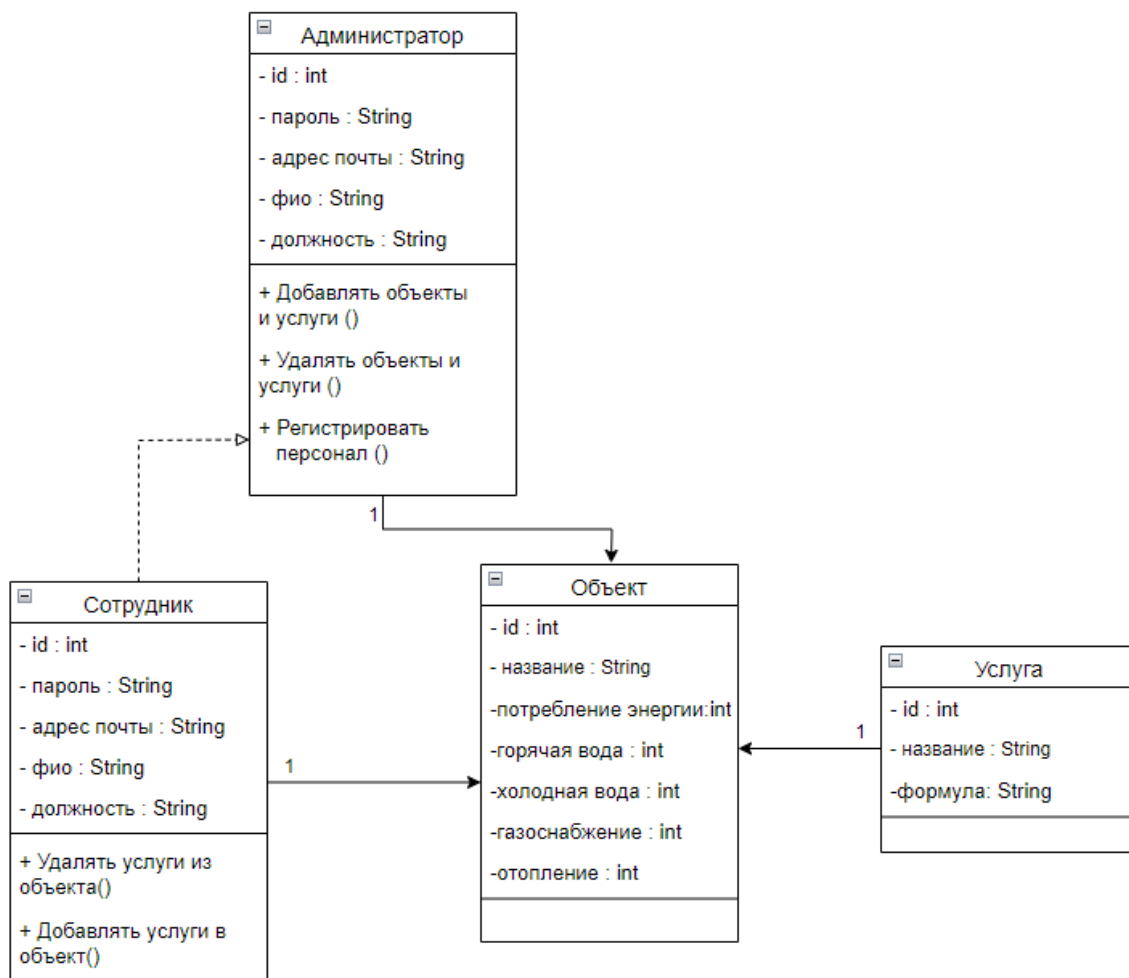 Администратор
- id : int
- пароль : String
- адрес почты : String
- фио : String
- должность : String
+ Добавлять объекты
и услуги ()
+ Удалять объекты и
услуги ()
+ Регистрировать
персонал ()
1
Сотрудник
- id : int
- пароль : String
- адрес почты : String
- фио : String
- должность : String
+ Удалять услуги из
объекта()
+ Добавлять услуги в
объект()
1
Объект
- id : int
- название : String
-потребление энергии:int
-горячая вода : int
-холодная вода : int
-газоснабжение : int
-отопление : int
1
Услуга
- id : int
- название : String
-формула: String